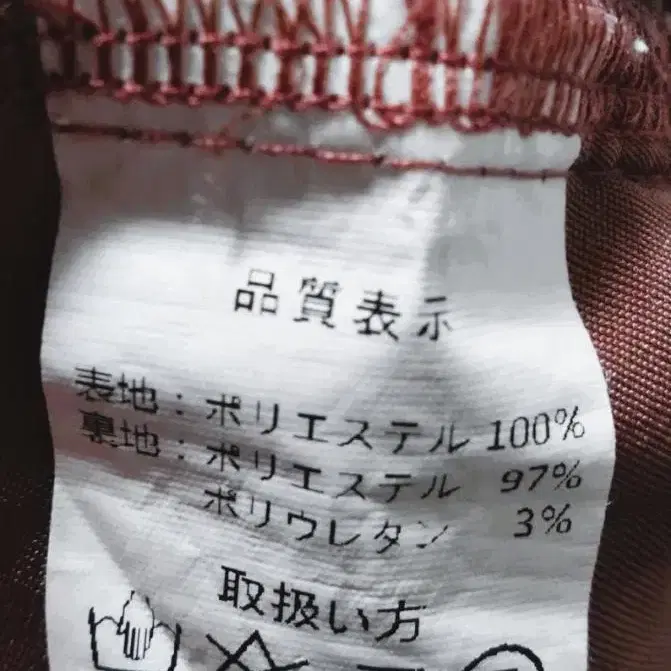 品質表示
表地：ポリエステル 100%
裏地：ポリエステル 97%
ポリウレタン 3%
取扱い方